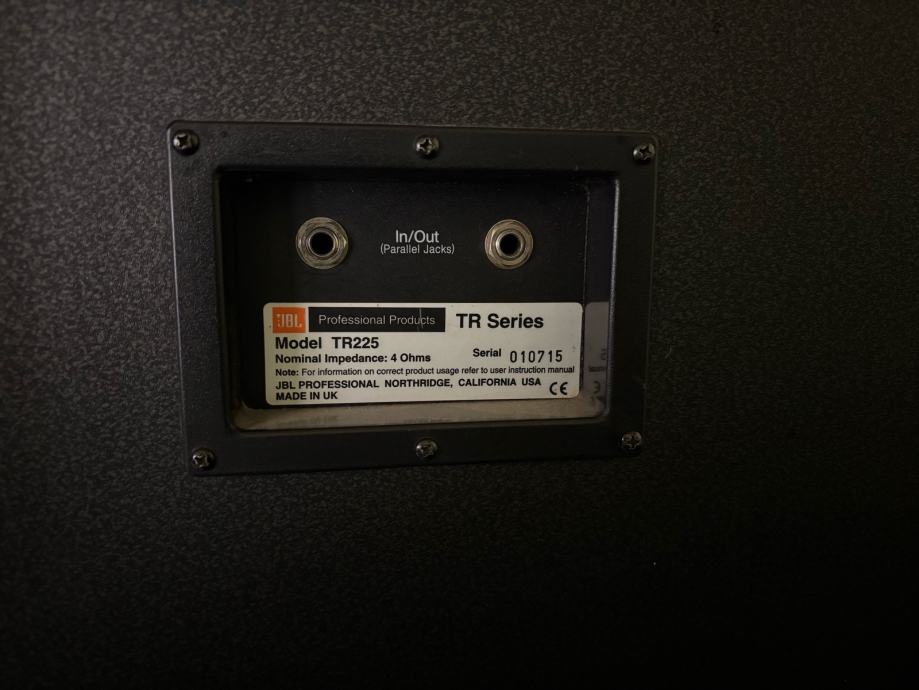 In/Out
(Parallel Jacks)
JBL Professional Products TR Series
Model TR225
Nominal Impedance: 4 Ohms Serial 010715
Note: For information on correct product usage refer to user instruction manual
JBL PROFESSIONAL NORTHRIDGE, CALIFORNIA USA
MADE IN UK CE